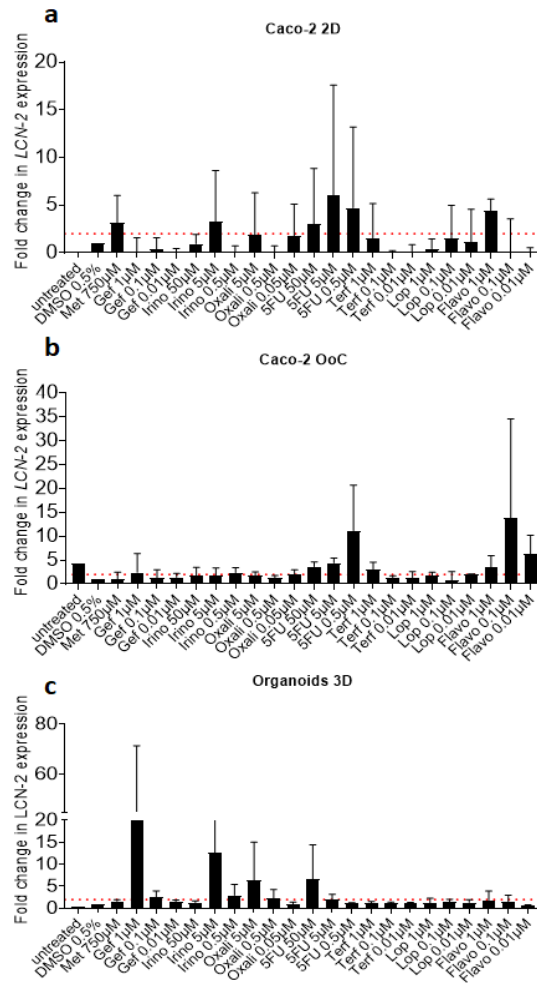 a
Caco-2 2D
Fold change in LCN-2 expression
20
15
10
5
0
untreated
DMSO 0.5%
Met 750µM
Gef 1µM
Gef 0.1µM
Gef 0.01µM
Irino 50µM
Irino 5µM
Irino 0.5µM
Oxali 5µM
Oxali 0.5µM
Oxali 0.05µM
5FU 50µM
5FU 5µM
5FU 0.5µM
Terf 1µM
Terf 0.1µM
Terf 0.01µM
Lop 1µM
Lop 0.1µM
Lop 0.01µM
Flavo 1µM
Flavo 0.1µM
Flavo 0.01µM
b
Caco-2 OoC
Fold change in LCN-2 expression
40
35
30
25
20
15
10
5
0
untreated
DMSO 0.5%
Met 750µM
Gef 1µM
Gef 0.1µM
Gef 0.01µM
Irino 50µM
Irino 5µM
Irino 0.5µM
Oxali 5µM
Oxali 0.5µM
Oxali 0.05µM
5FU 50µM
5FU 5µM
5FU 0.5µM
Terf 1µM
Terf 0.1µM
Terf 0.01µM
Lop 1µM
Lop 0.1µM
Lop 0.01µM
Flavo 1µM
Flavo 0.1µM
Flavo 0.01µM
c
Organoids 3D
Fold change in LCN-2 expression
80
60
20
15
10
5
0
untreated
DMSO 0.5%
Met 750µM
Gef 1µM
Gef 0.1µM
Gef 0.01µM
Irino 50µM
Irino 5µM
Irino 0.5µM
Oxali 5µM
Oxali 0.5µM
Oxali 0.05µM
5FU 50µM
5FU 5µM
5FU 0.5µM
Terf 1µM
Terf 0.1µM
Terf 0.01µM
Lop 1µM
Lop 0.1µM
Lop 0.01µM
Flavo 1µM
Flavo 0.1µM
Flavo 0.01µM